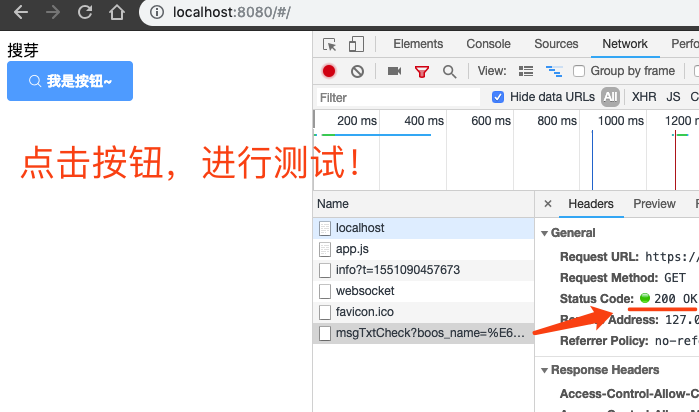 localhost:8080/#/
搜芽
我是按钮~
点击按钮，进行测试！
Elements Console Sources Network Perfo
View: Group by frame
Filter Hide data URLs All XHR JS C
200 ms 400 ms 600 ms 800 ms 1000 ms 1200 m
Name
localhost
app.js
info?t=1551090457673
websocket
favicon.ico
msgTxtCheck?boos_name=%E6…
× Headers Preview
General
Request URL: https:/
Request Method: GET
Status Code: 200 OK
Address: 127.0
Referrer Policy: no-ref
Response Headers
Access-Control-Allow-C